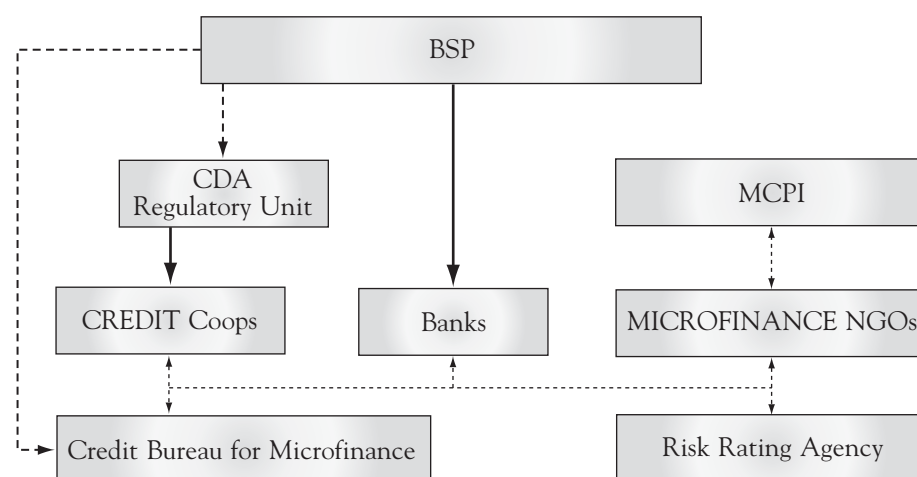 BSP
CDA
Regulatory Unit
MCPI
CREDIT Coops
Banks
MICROFINANCE NGOs
Credit Bureau for Microfinance
Risk Rating Agency